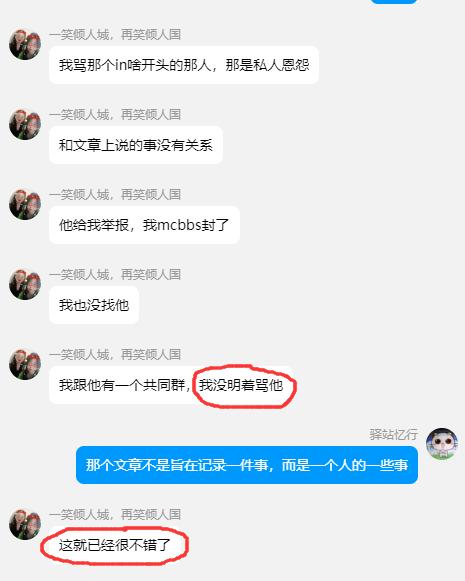 一笑倾人城，再笑倾人国
我骂那个in啥开头的那人，那是私人恩怨
一笑倾人城，再笑倾人国
和文章上说的事没有关系
一笑倾人城，再笑倾人国
他给我举报，我mcbbs封了
一笑倾人城，再笑倾人国
我也没找他
一笑倾人城，再笑倾人国
我跟他有一个共同群，我没明着骂他
驿站忆行
那个文章不是旨在记录一件事，而是一个人的一些事
一笑倾人城，再笑倾人国
这就已经很不错了